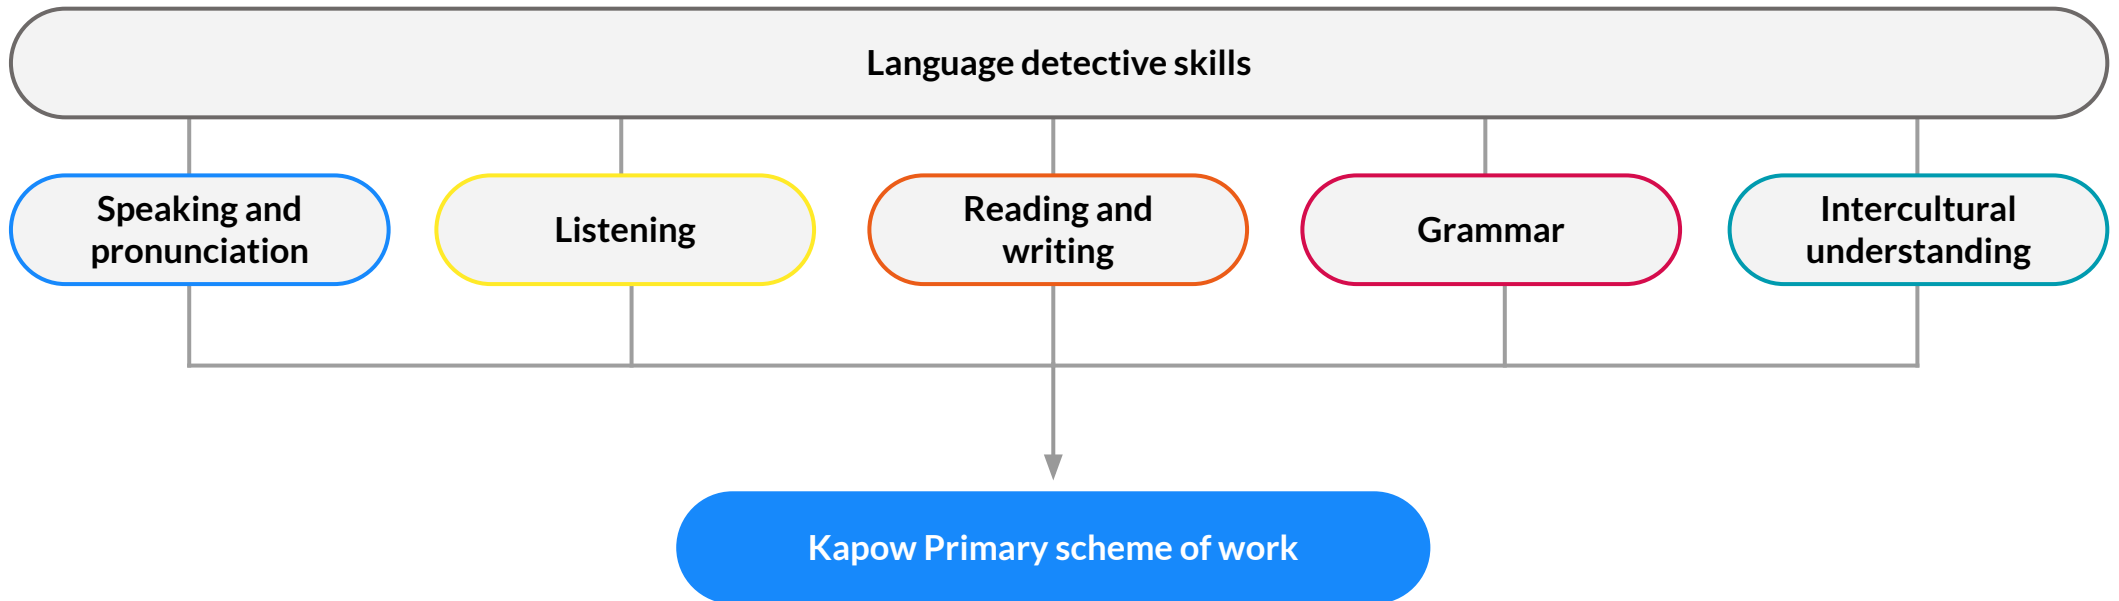 Language detective skills
Speaking and
pronunciation
Listening
Reading and
writing
Grammar
Intercultural
understanding
Kapow Primary scheme of work